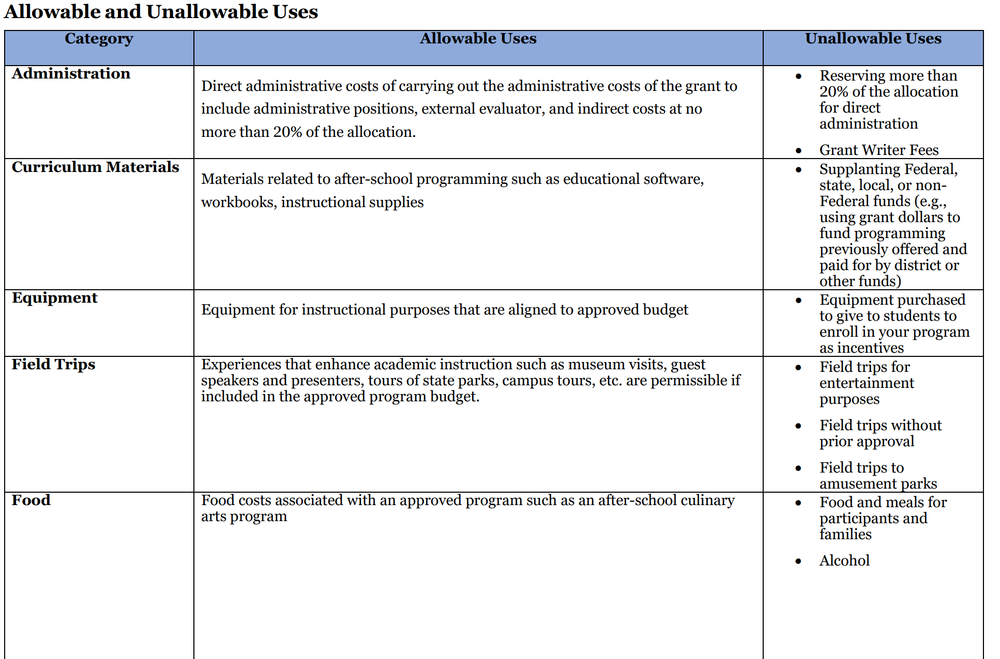 Allowable and Unallowable Uses
Category
Allowable Uses
Unallowable Uses
Administration
Direct administrative costs of carrying out the administrative costs of the grant to
include administrative positions, external evaluator, and indirect costs at no
more than 20% of the allocation.
• Reserving more than
20% of the allocation
for direct
administration
• Grant Writer Fees
Curriculum Materials
Materials related to after-school programming such as educational software,
workbooks, instructional supplies
• Supplanting Federal,
state, local, or non-
Federal funds (e.g.,
using grant dollars to
fund programming
previously offered and
paid for by district or
other funds)
Equipment
Equipment for instructional purposes that are aligned to approved budget
• Equipment purchased
to give to students to
enroll in your program
as incentives
Field Trips
Experiences that enhance academic instruction such as museum visits, guest
speakers and presenters, tours of state parks, campus tours, etc. are permissible if
included in the approved program budget.
• Field trips for
entertainment
purposes
• Field trips without
prior approval
• Field trips to
amusement parks
Food
Food costs associated with an approved program such as an after-school culinary
arts program
• Food and meals for
participants and
families
• Alcohol